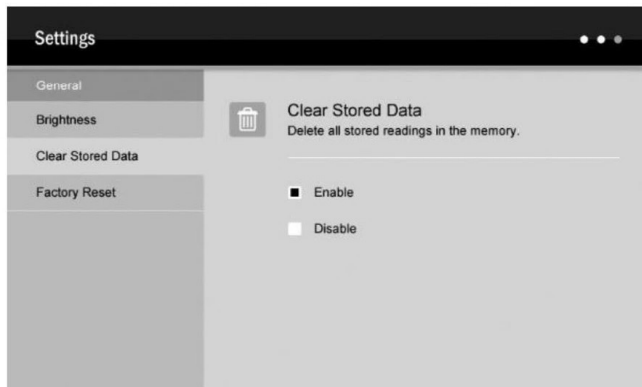 Settings
General
Brightness
Clear Stored Data
Factory Reset
Clear Stored Data
Delete all stored readings in the memory.
Enable
Disable